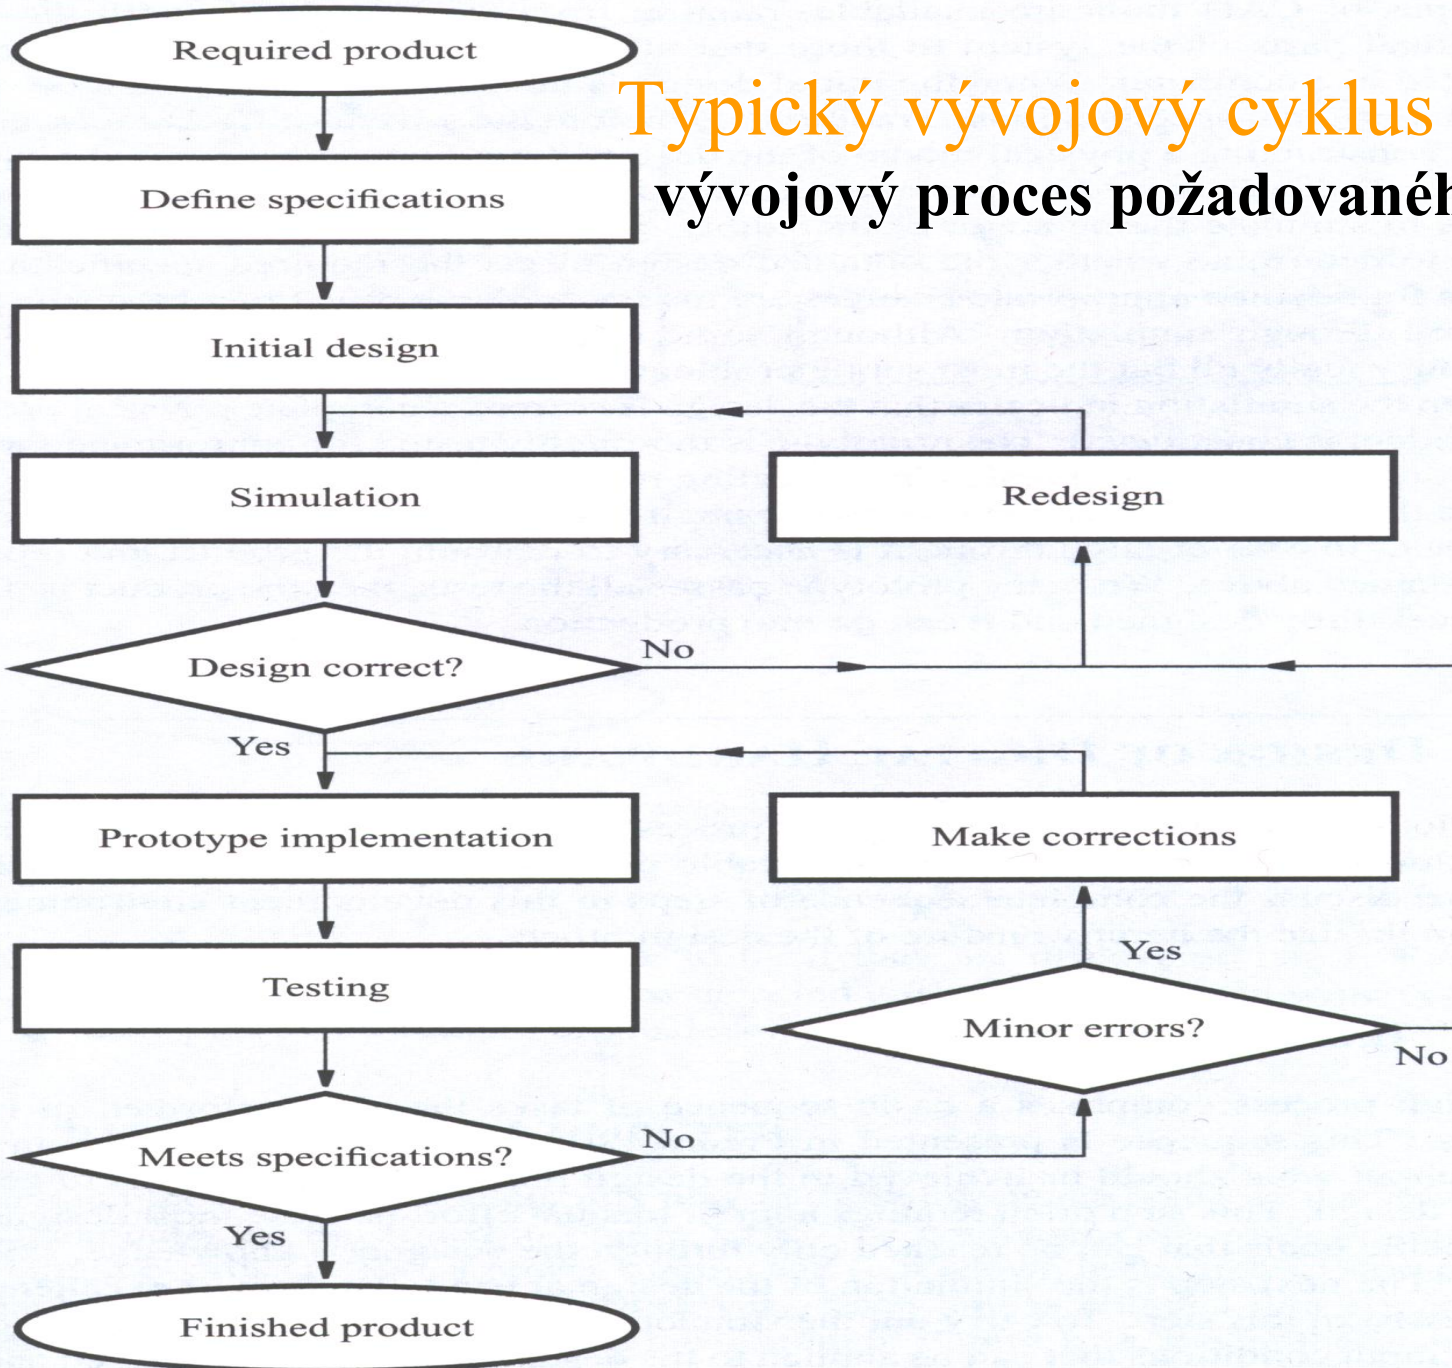 Required product
Typický vývojový cyklus
Define specifications
vývojový proces požadovanéh
Initial design
Simulation
Redesign
Design correct?
No
Yes
Prototype implementation
Make corrections
Yes
Testing
Minor errors?
No
Meets specifications?
No
Yes
Finished product